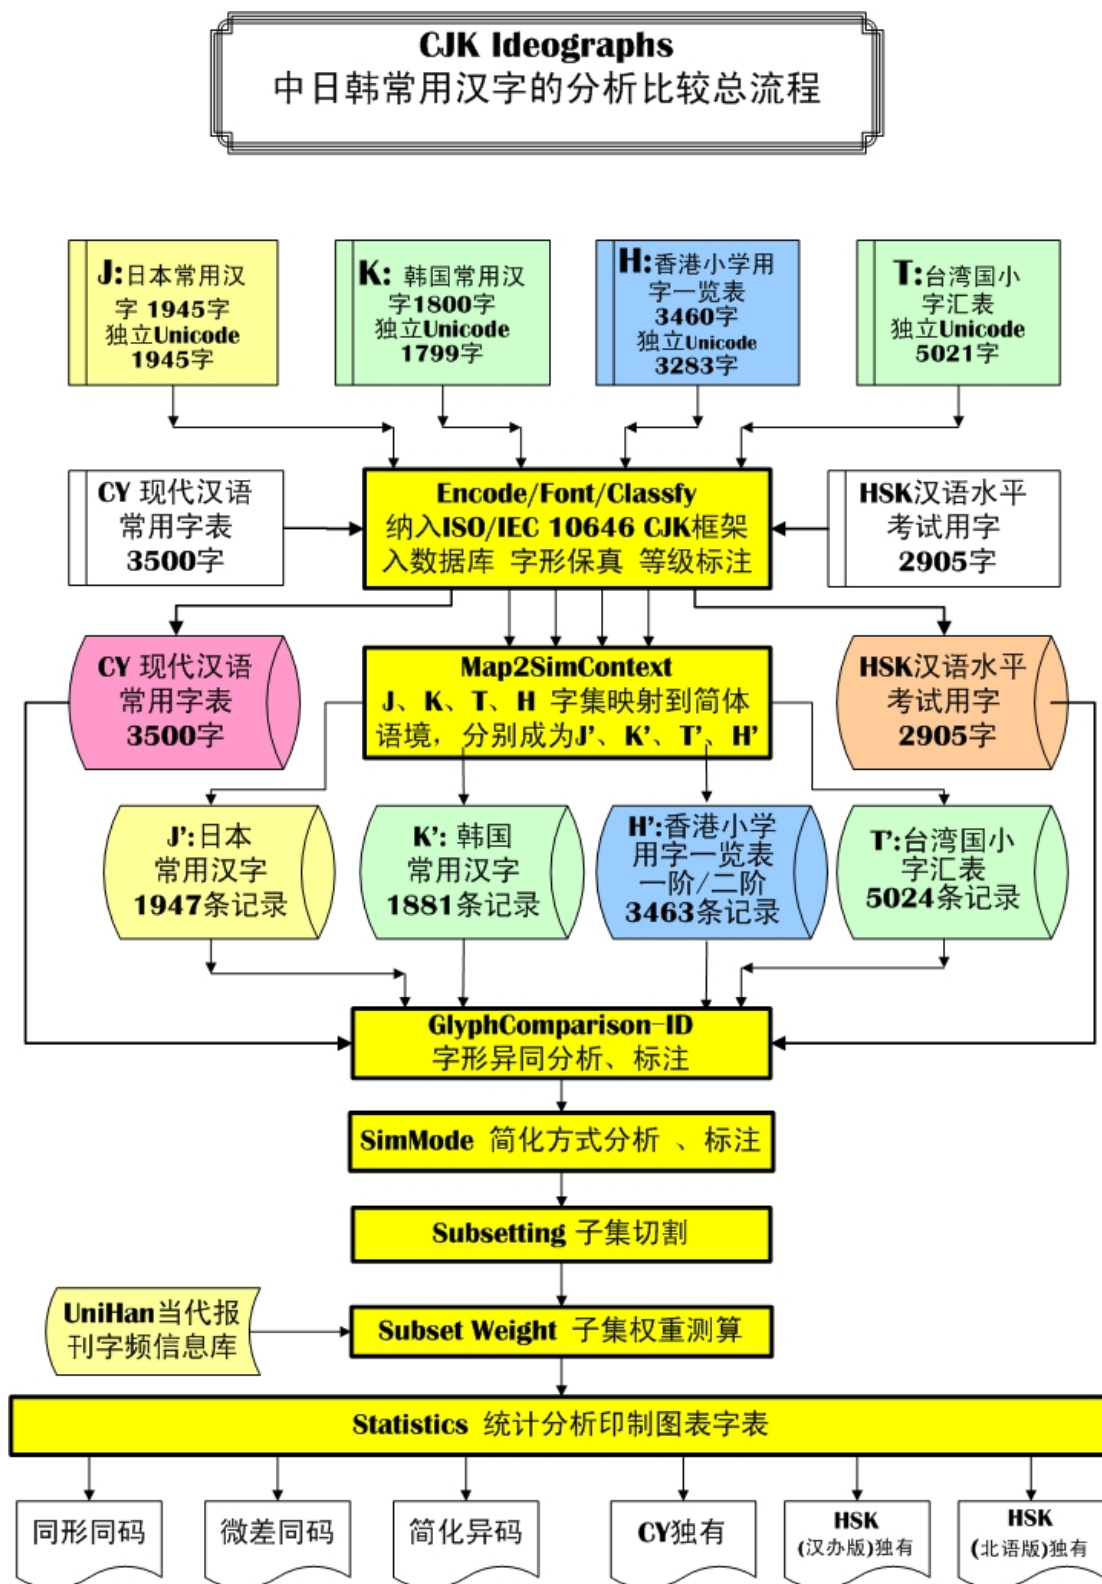 CJK Ideographs
中日韩常用汉字的分析比较总流程
J:日本常用汉
字 1945字
独立Unicode
1945字
K: 韩国常用汉
字1800字
独立Unicode
1799字
H:香港小学用
字一览表
3460字
独立Unicode
3283字
T:台湾国小
字汇表
独立Unicode
5021字
CY 现代汉语
常用字表
3500字
Encode/Font/Classfy
纳入ISO/IEC 10646 CJK框架
入数据库 字形保真 等级标注
HSK汉语水平
考试用字
2905字
CY 现代汉语
常用字表
3500字
Map2SimContext
J、K、T、H 字集映射到简体
语境，分别成为J’、K’、T’、H’
HSK汉语水平
考试用字
2905字
J’:日本
常用汉字
1947条记录
K’: 韩国
常用汉字
1881条记录
H’:香港小学
用字一览表
一阶/二阶
3463条记录
T’:台湾国小
字汇表
5024条记录
GlyphComparison-ID
字形异同分析、标注
SimMode 简化方式分析 、标注
Subsetting 子集切割
UniHan当代报
刊字频信息库
Subset Weight 子集权重测算
Statistics 统计分析印制图表字表
同形同码
微差同码
简化异码
CY独有
HSK
(汉办版)独有
HSK
(北语版)独有